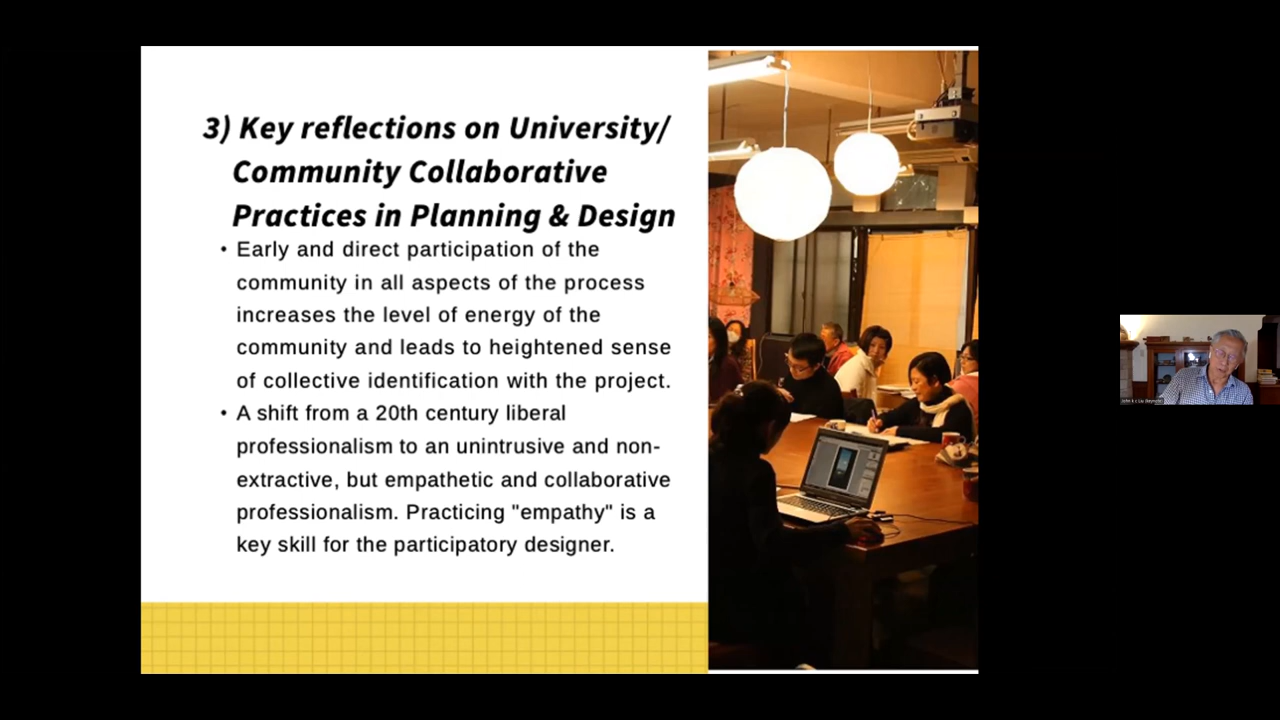 3) Key reflections on University/
Community Collaborative
Practices in Planning & Design
• Early and direct participation of the
community in all aspects of the process
increases the level of energy of the
community and leads to heightened sense
of collective identification with the project.
• A shift from a 20th century liberal
professionalism to an unintrusive and non-
extractive, but empathetic and collaborative
professionalism. Practicing "empathy" is a
key skill for the participatory designer.